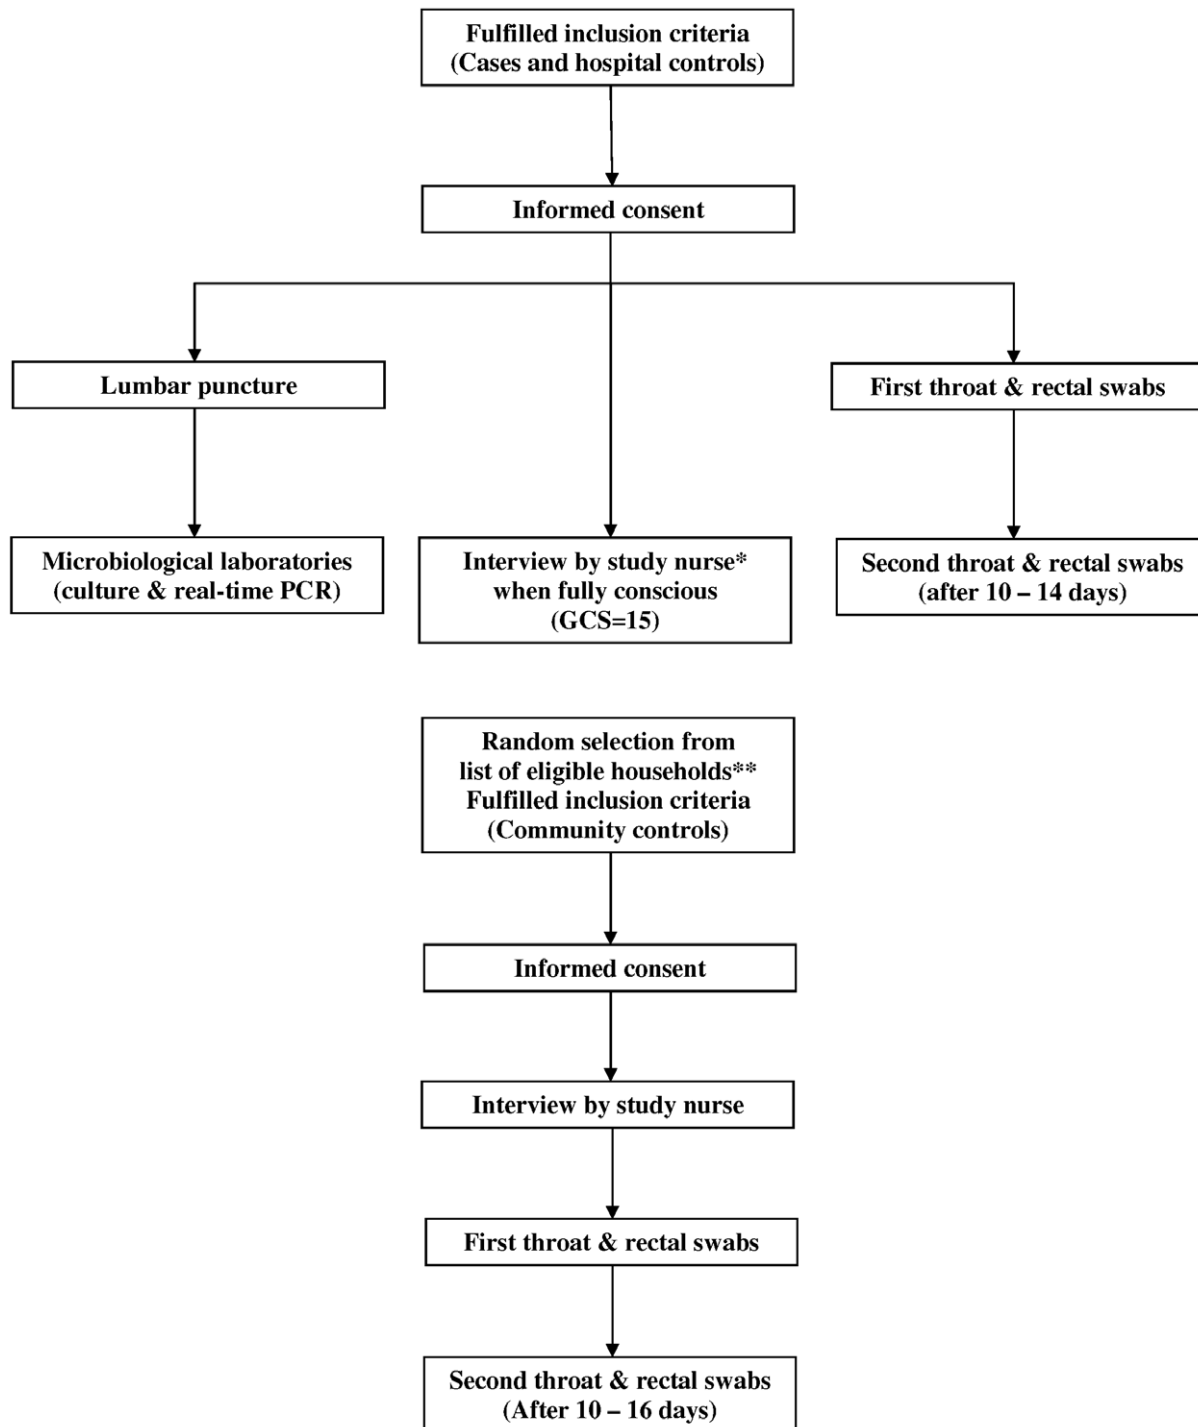 Fulfilled inclusion criteria
(Cases and hospital controls)
Informed consent
Lumbar puncture
First throat & rectal swabs
Microbiological laboratories
(culture & real-time PCR)
Interview by study nurse*
when fully conscious
(GCS=15)
Second throat & rectal swabs
(after 10 – 14 days)
Random selection from
list of eligible households**
Fulfilled inclusion criteria
(Community controls)
Informed consent
Interview by study nurse
First throat & rectal swabs
Second throat & rectal swabs
(After 10 – 16 days)